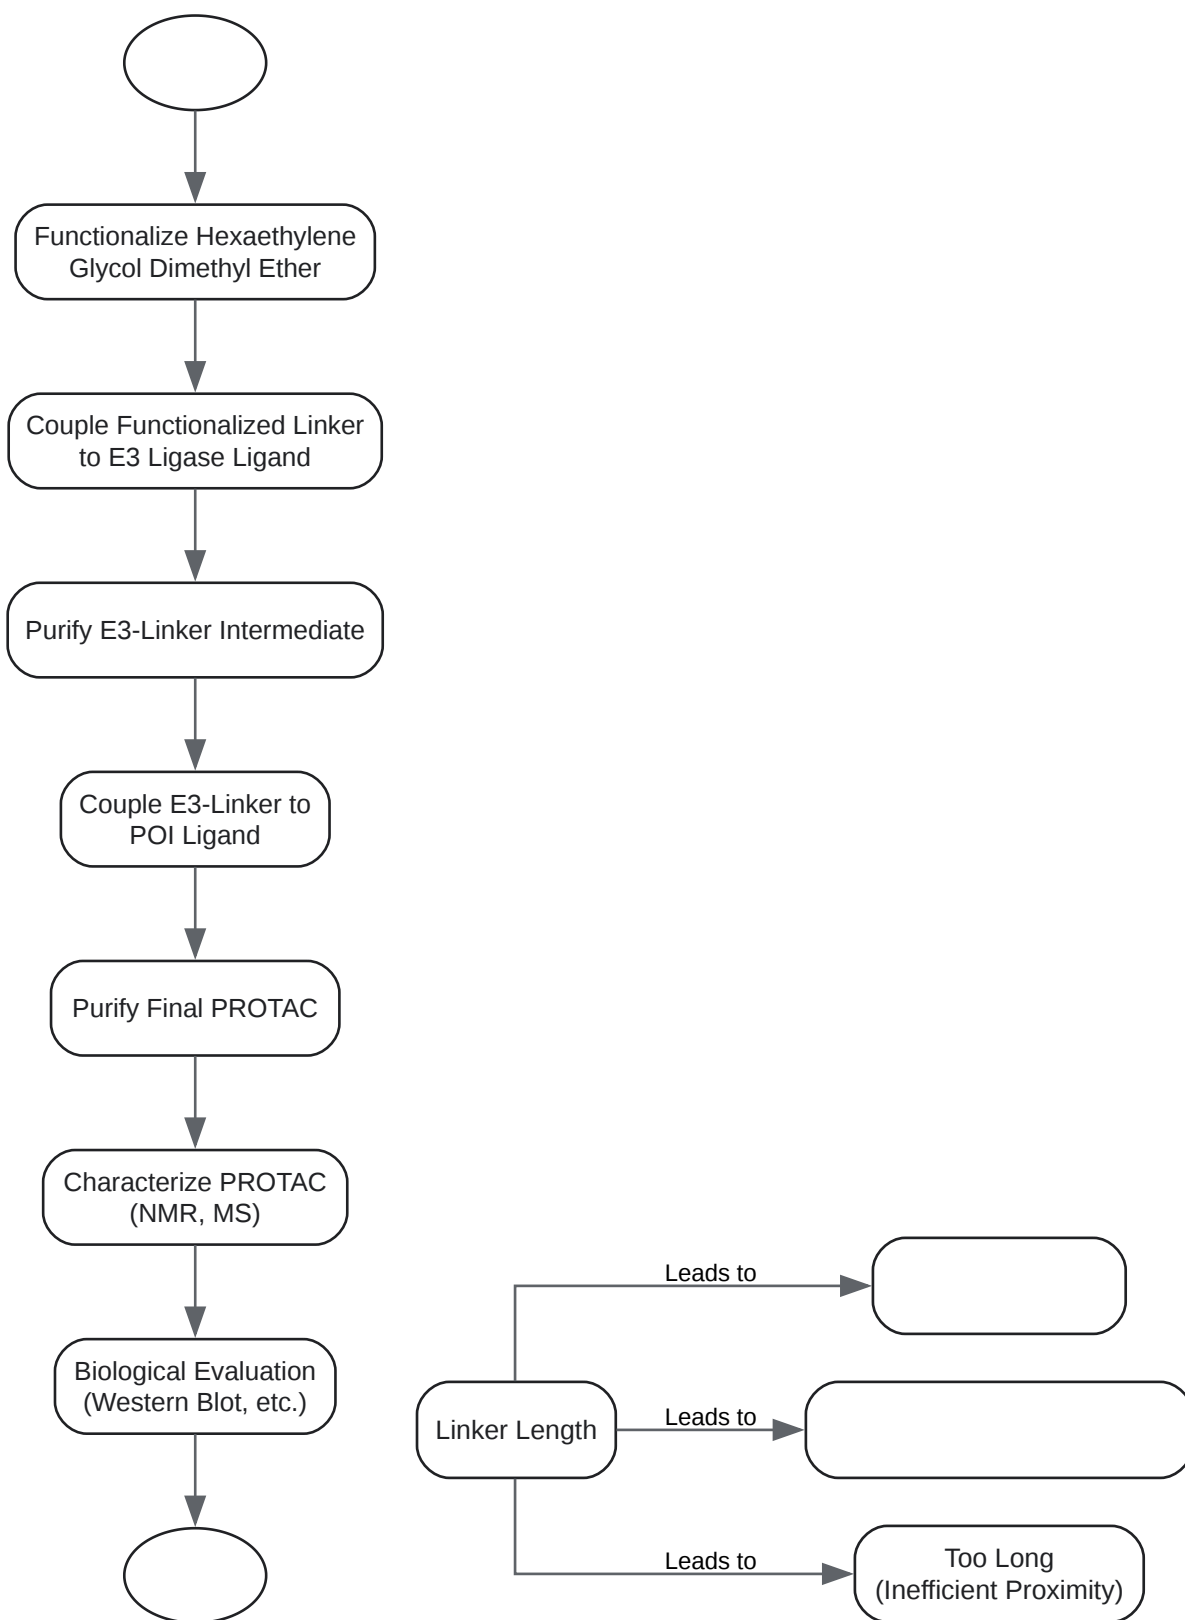 Functionalize Hexaethylene
Glycol Dimethyl Ether
Couple Functionalized Linker
to E3 Ligase Ligand
Purify E3-Linker Intermediate
Couple E3-Linker to
POI Ligand
Purify Final PROTAC
Characterize PROTAC
(NMR, MS)
Biological Evaluation
(Western Blot, etc.)
Linker Length
Leads to
Leads to
Leads to
Too Long
(Inefficient Proximity)